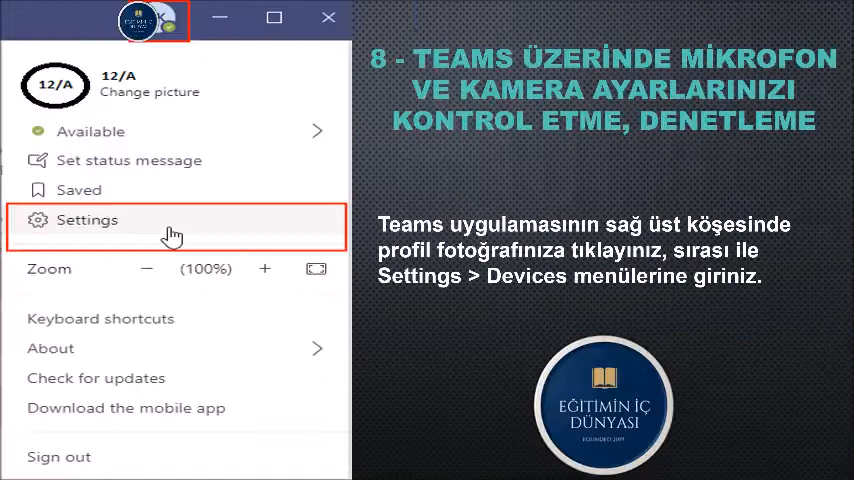 12/A
12/A
Change picture
Available
Set status message
Saved
Settings
Zoom
(100%)
Keyboard shortcuts
About
Check for updates
Download the mobile app
Sign out
8 - TEAMS ÜZERİNDE MİKROFON
VE KAMERA AYARLARINIZI
KONTROL ETME, DENETLEME
Teams uygulamasının sağ üst köşesinde
profil fotoğrafınıza tıklayınız, sırası ile
Settings > Devices menülerine giriniz.
EĞİTİMİN İÇ
DÜNYASI